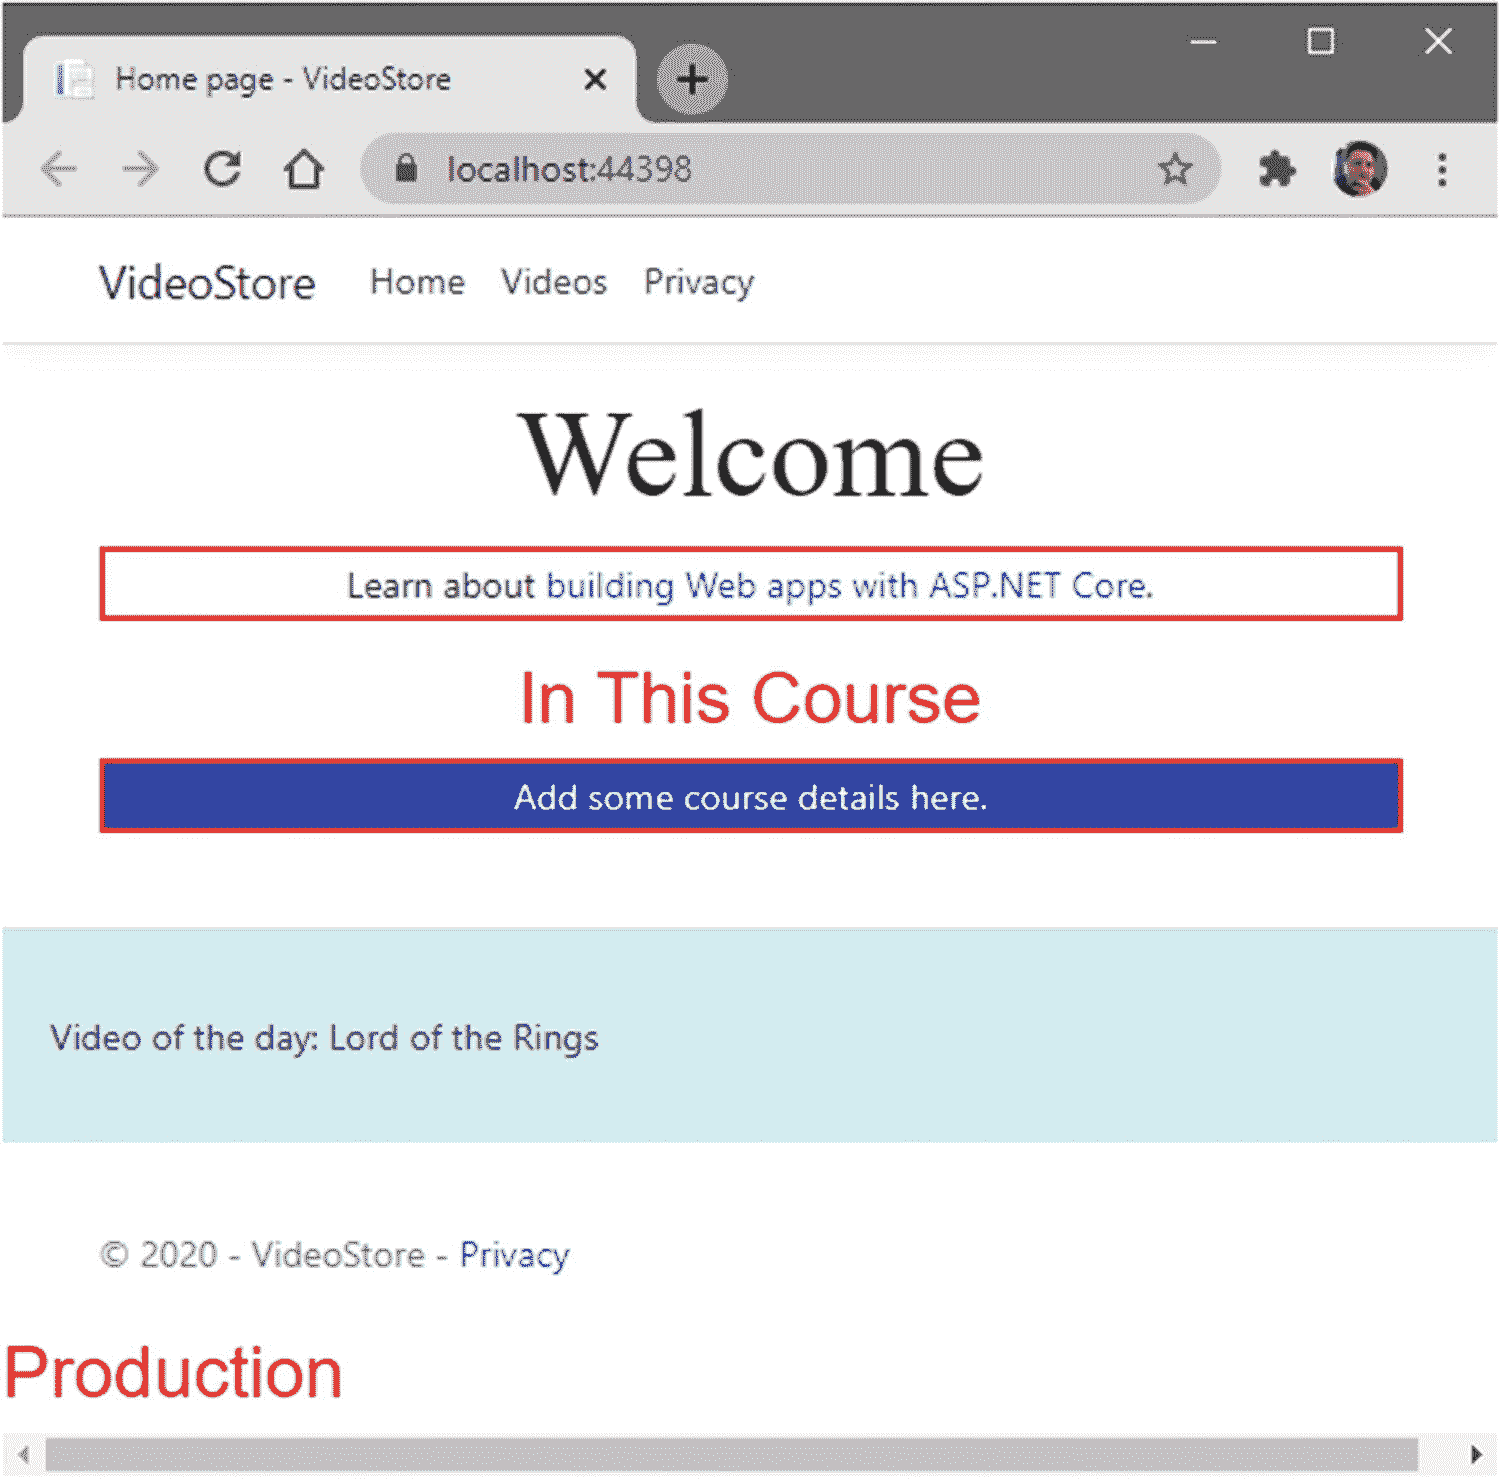 Home page - VideoStore
localhost:44398
VideoStore Home Videos Privacy
Welcome
Learn about building Web apps with ASP.NET Core.
In This Course
Add some course details here.
Video of the day: Lord of the Rings
© 2020 - VideoStore - Privacy
Production